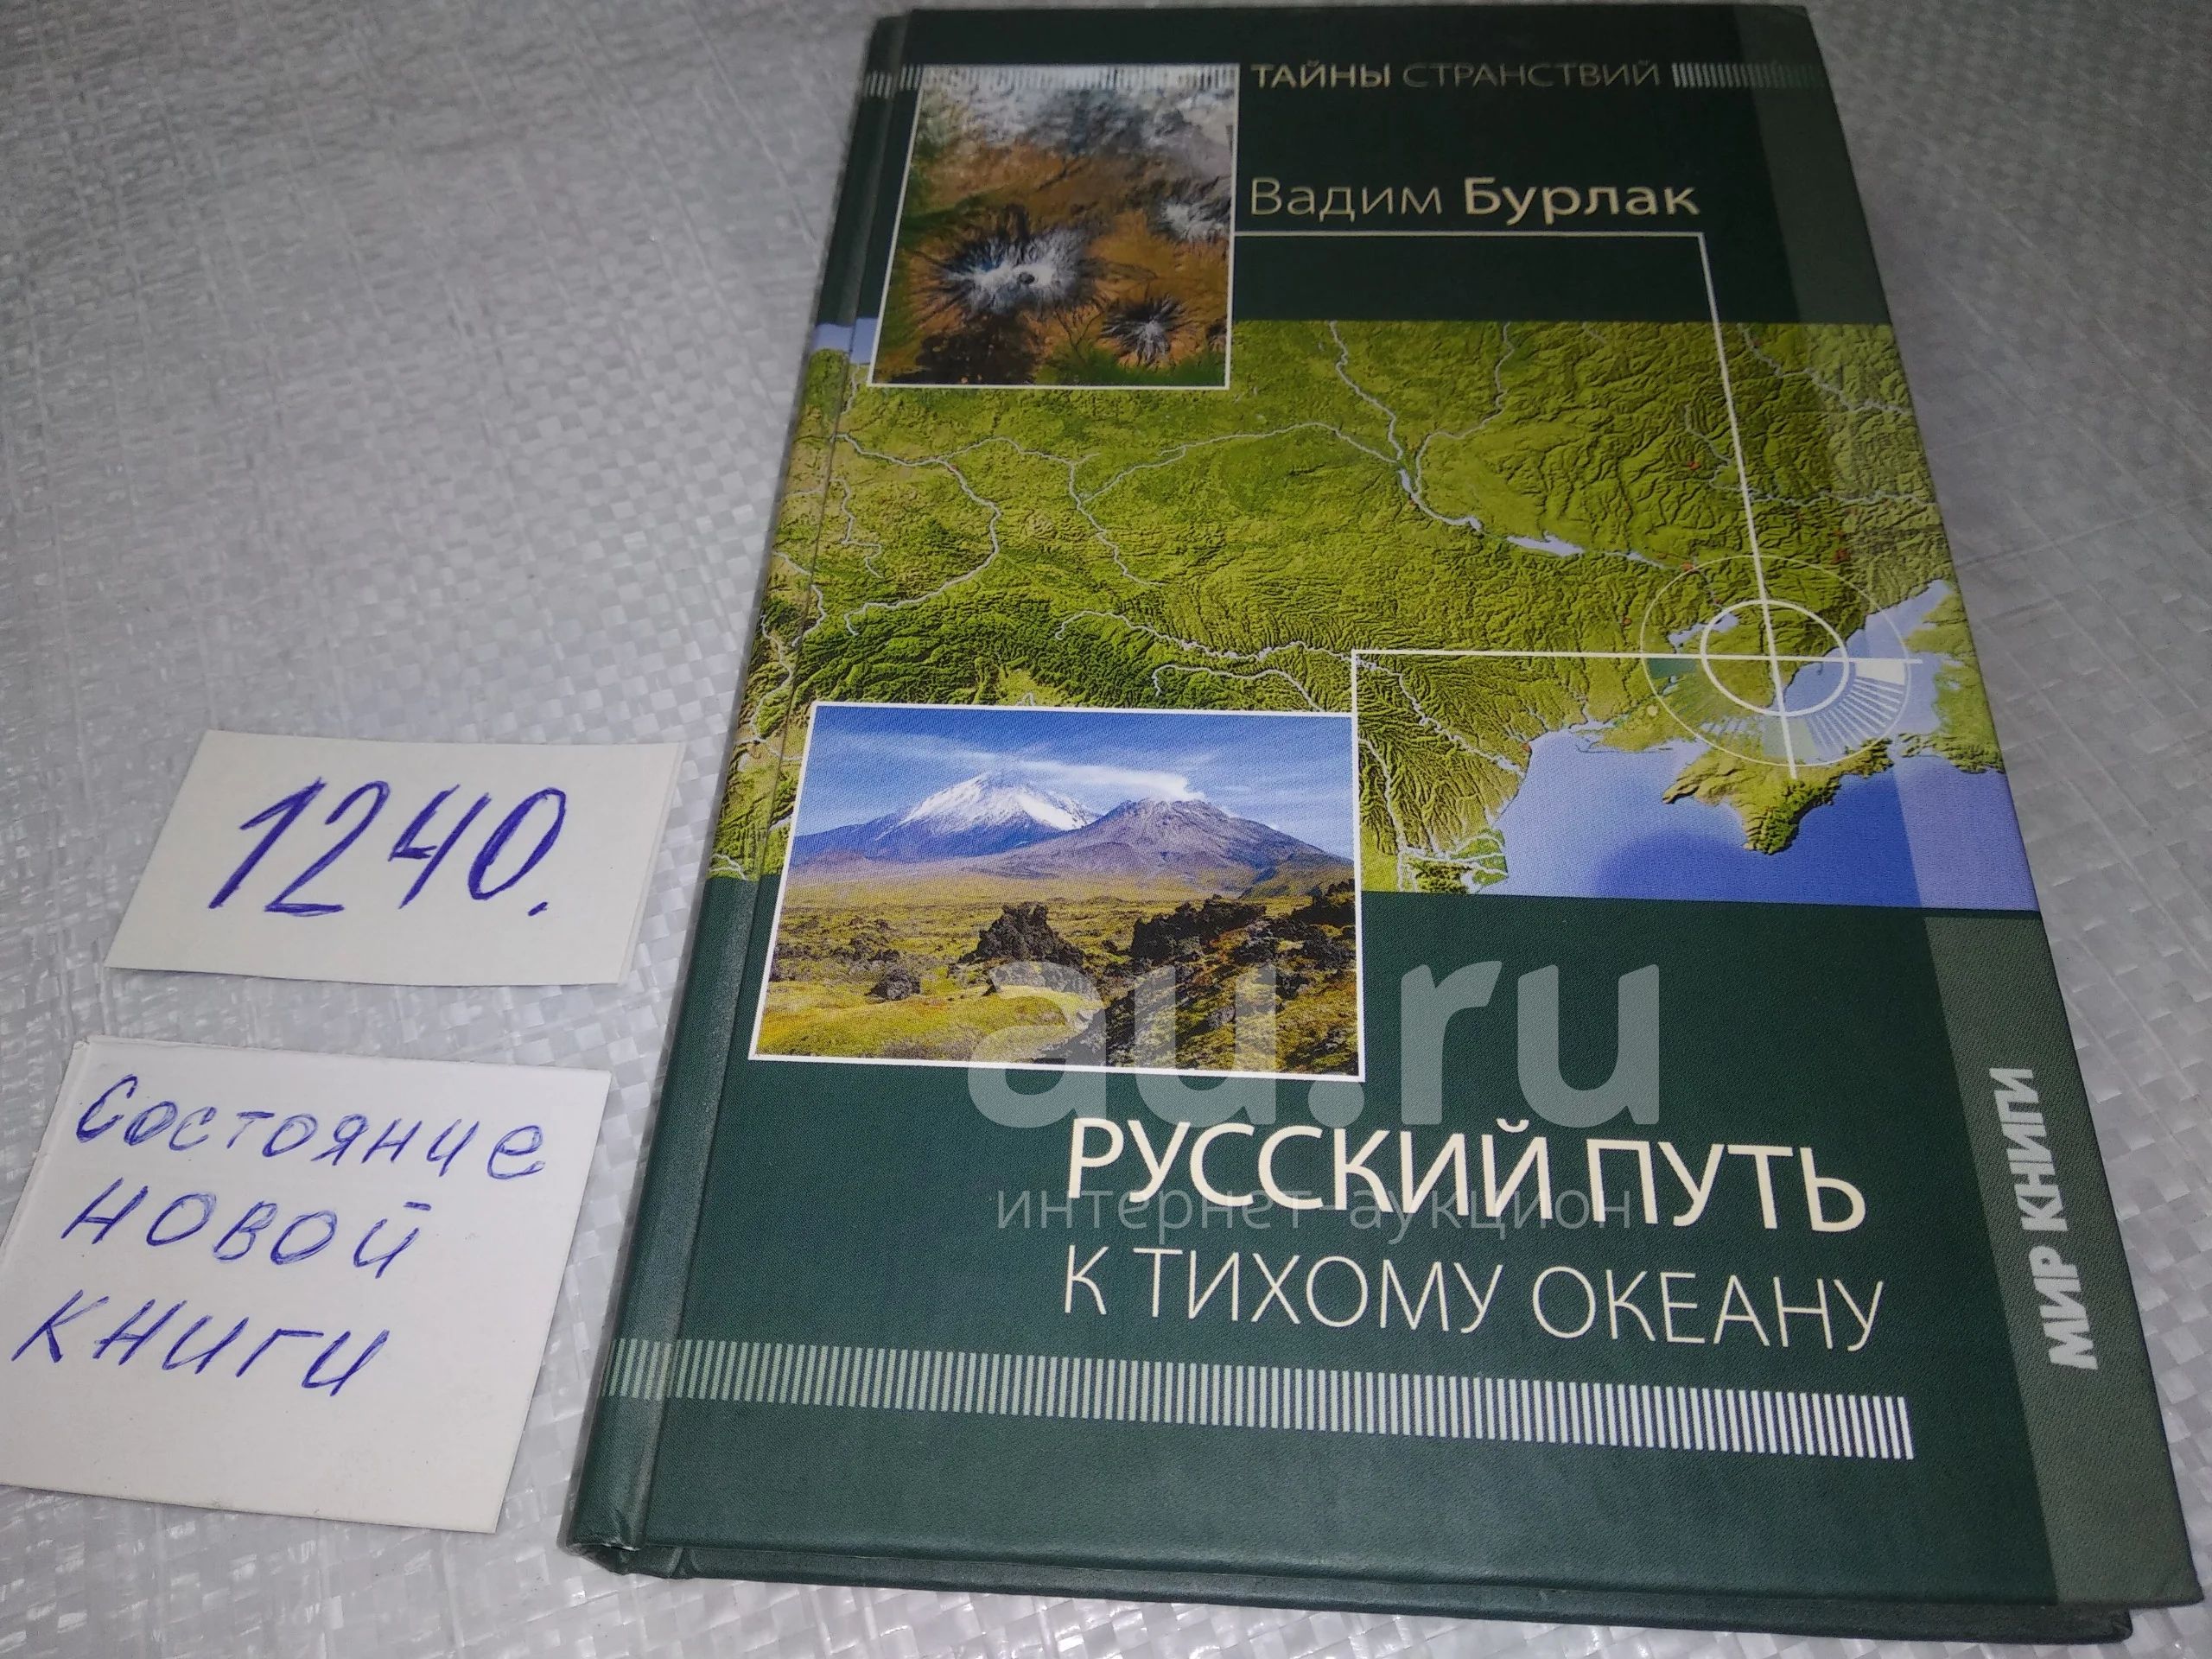 ТАЙНЫ СТРАНСТВИЙ
Вадим Бурлак
1240.
Состояние
новой
книги
au.ru
интернет-аукцион
РУССКИЙ ПУТЬ
К ТИХОМУ ОКЕАНУ
МИР КНИГИ